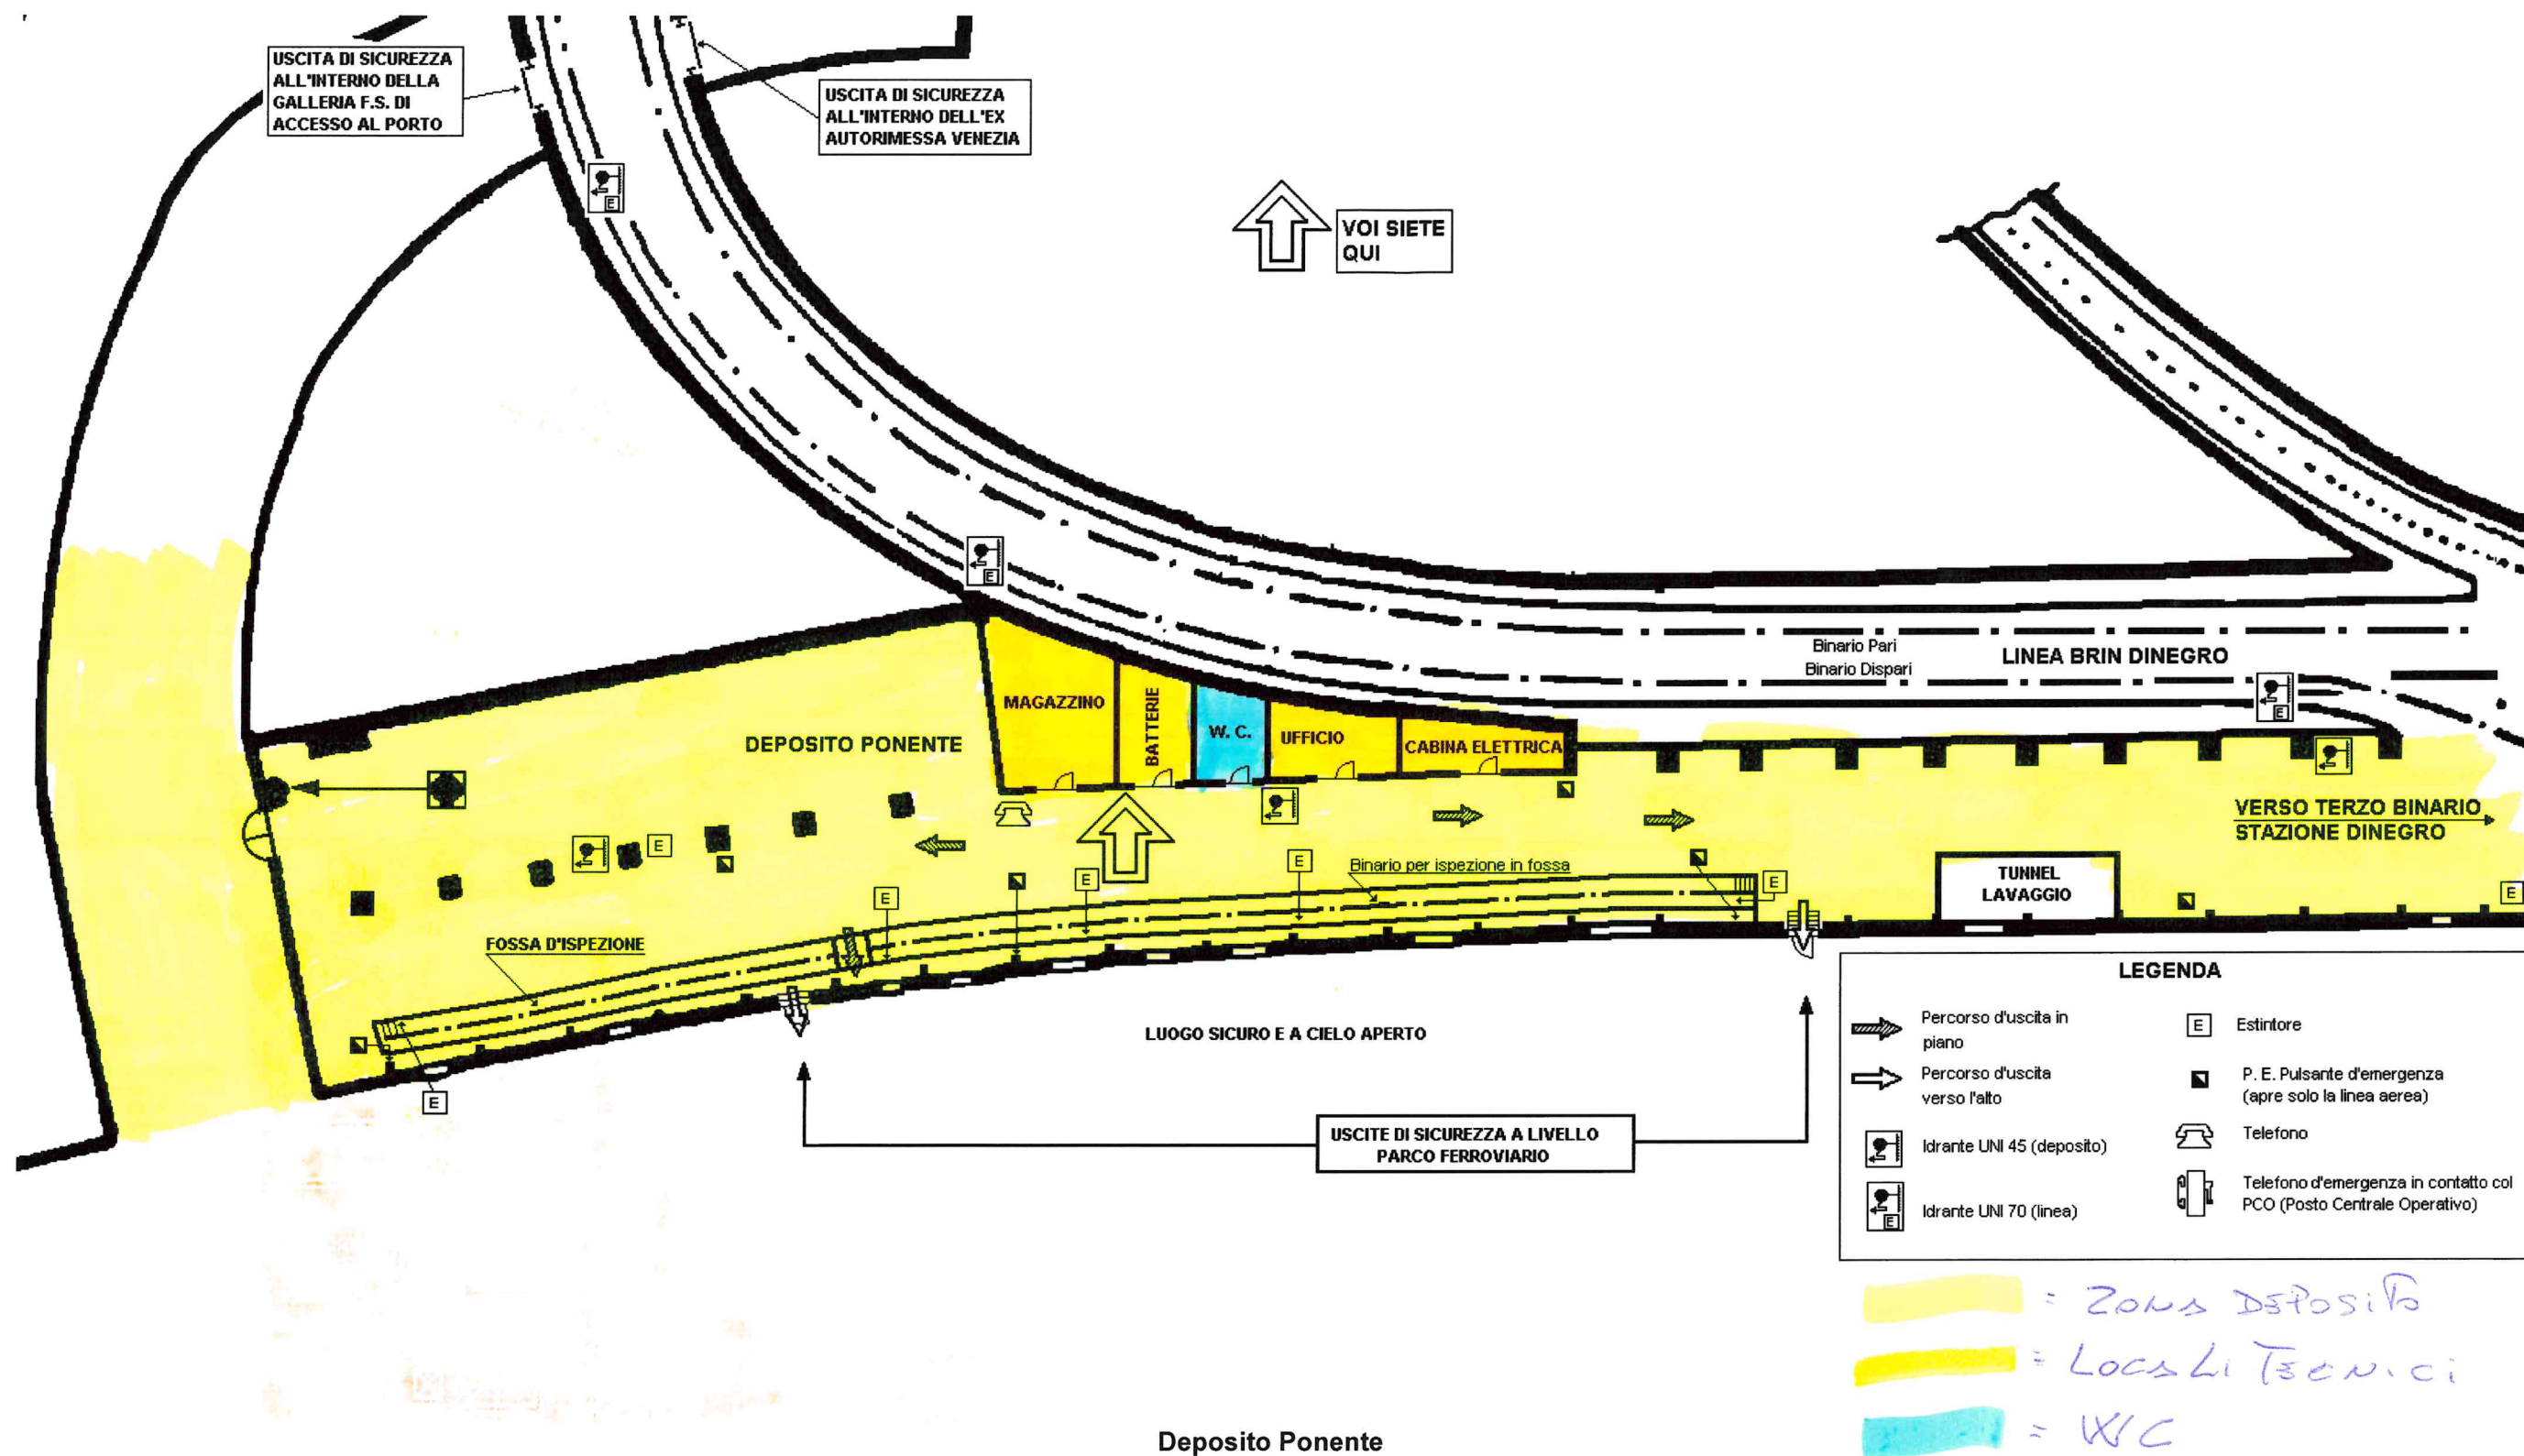 USCITA DI SICUREZZA
ALL'INTERNO DELLA
GALLERIA F.S. DI
ACCESSO AL PORTO
USCITA DI SICUREZZA
ALL'INTERNO DELL'EX
AUTORIMESSA VENEZIA
VOI SIETE
QUI
E
E
Binario Pari
Binario Dispari
LINEA BRIN DINEGRO
E
MAGAZZINO
BATTERIE
W. C.
UFFICIO
CABINA ELETTRICA
DEPOSITO PONENTE
VERSO TERZO BINARIO
STAZIONE DINEGRO
E
E
E
E
E
E
E
Binario per ispezione in fossa
TUNNEL
LAVAGGIO
FOSSA D'ISPEZIONE
LUOGO SICURO E A CIELO APERTO
USCITE DI SICUREZZA A LIVELLO
PARCO FERROVIARIO
LEGENDA
Percorso d'uscita in
piano
Percorso d'uscita
verso l'alto
Idrante UNI 45 (deposito)
E
Idrante UNI 70 (linea)
E
Estintore
P. E. Pulsante d'emergenza
(apre solo la linea aerea)
Telefono
Telefono d'emergenza in contatto col
PCO (Posto Centrale Operativo)
= ZONA DEPOSITO
= LOCALI TECNICI
= WC
Deposito Ponente